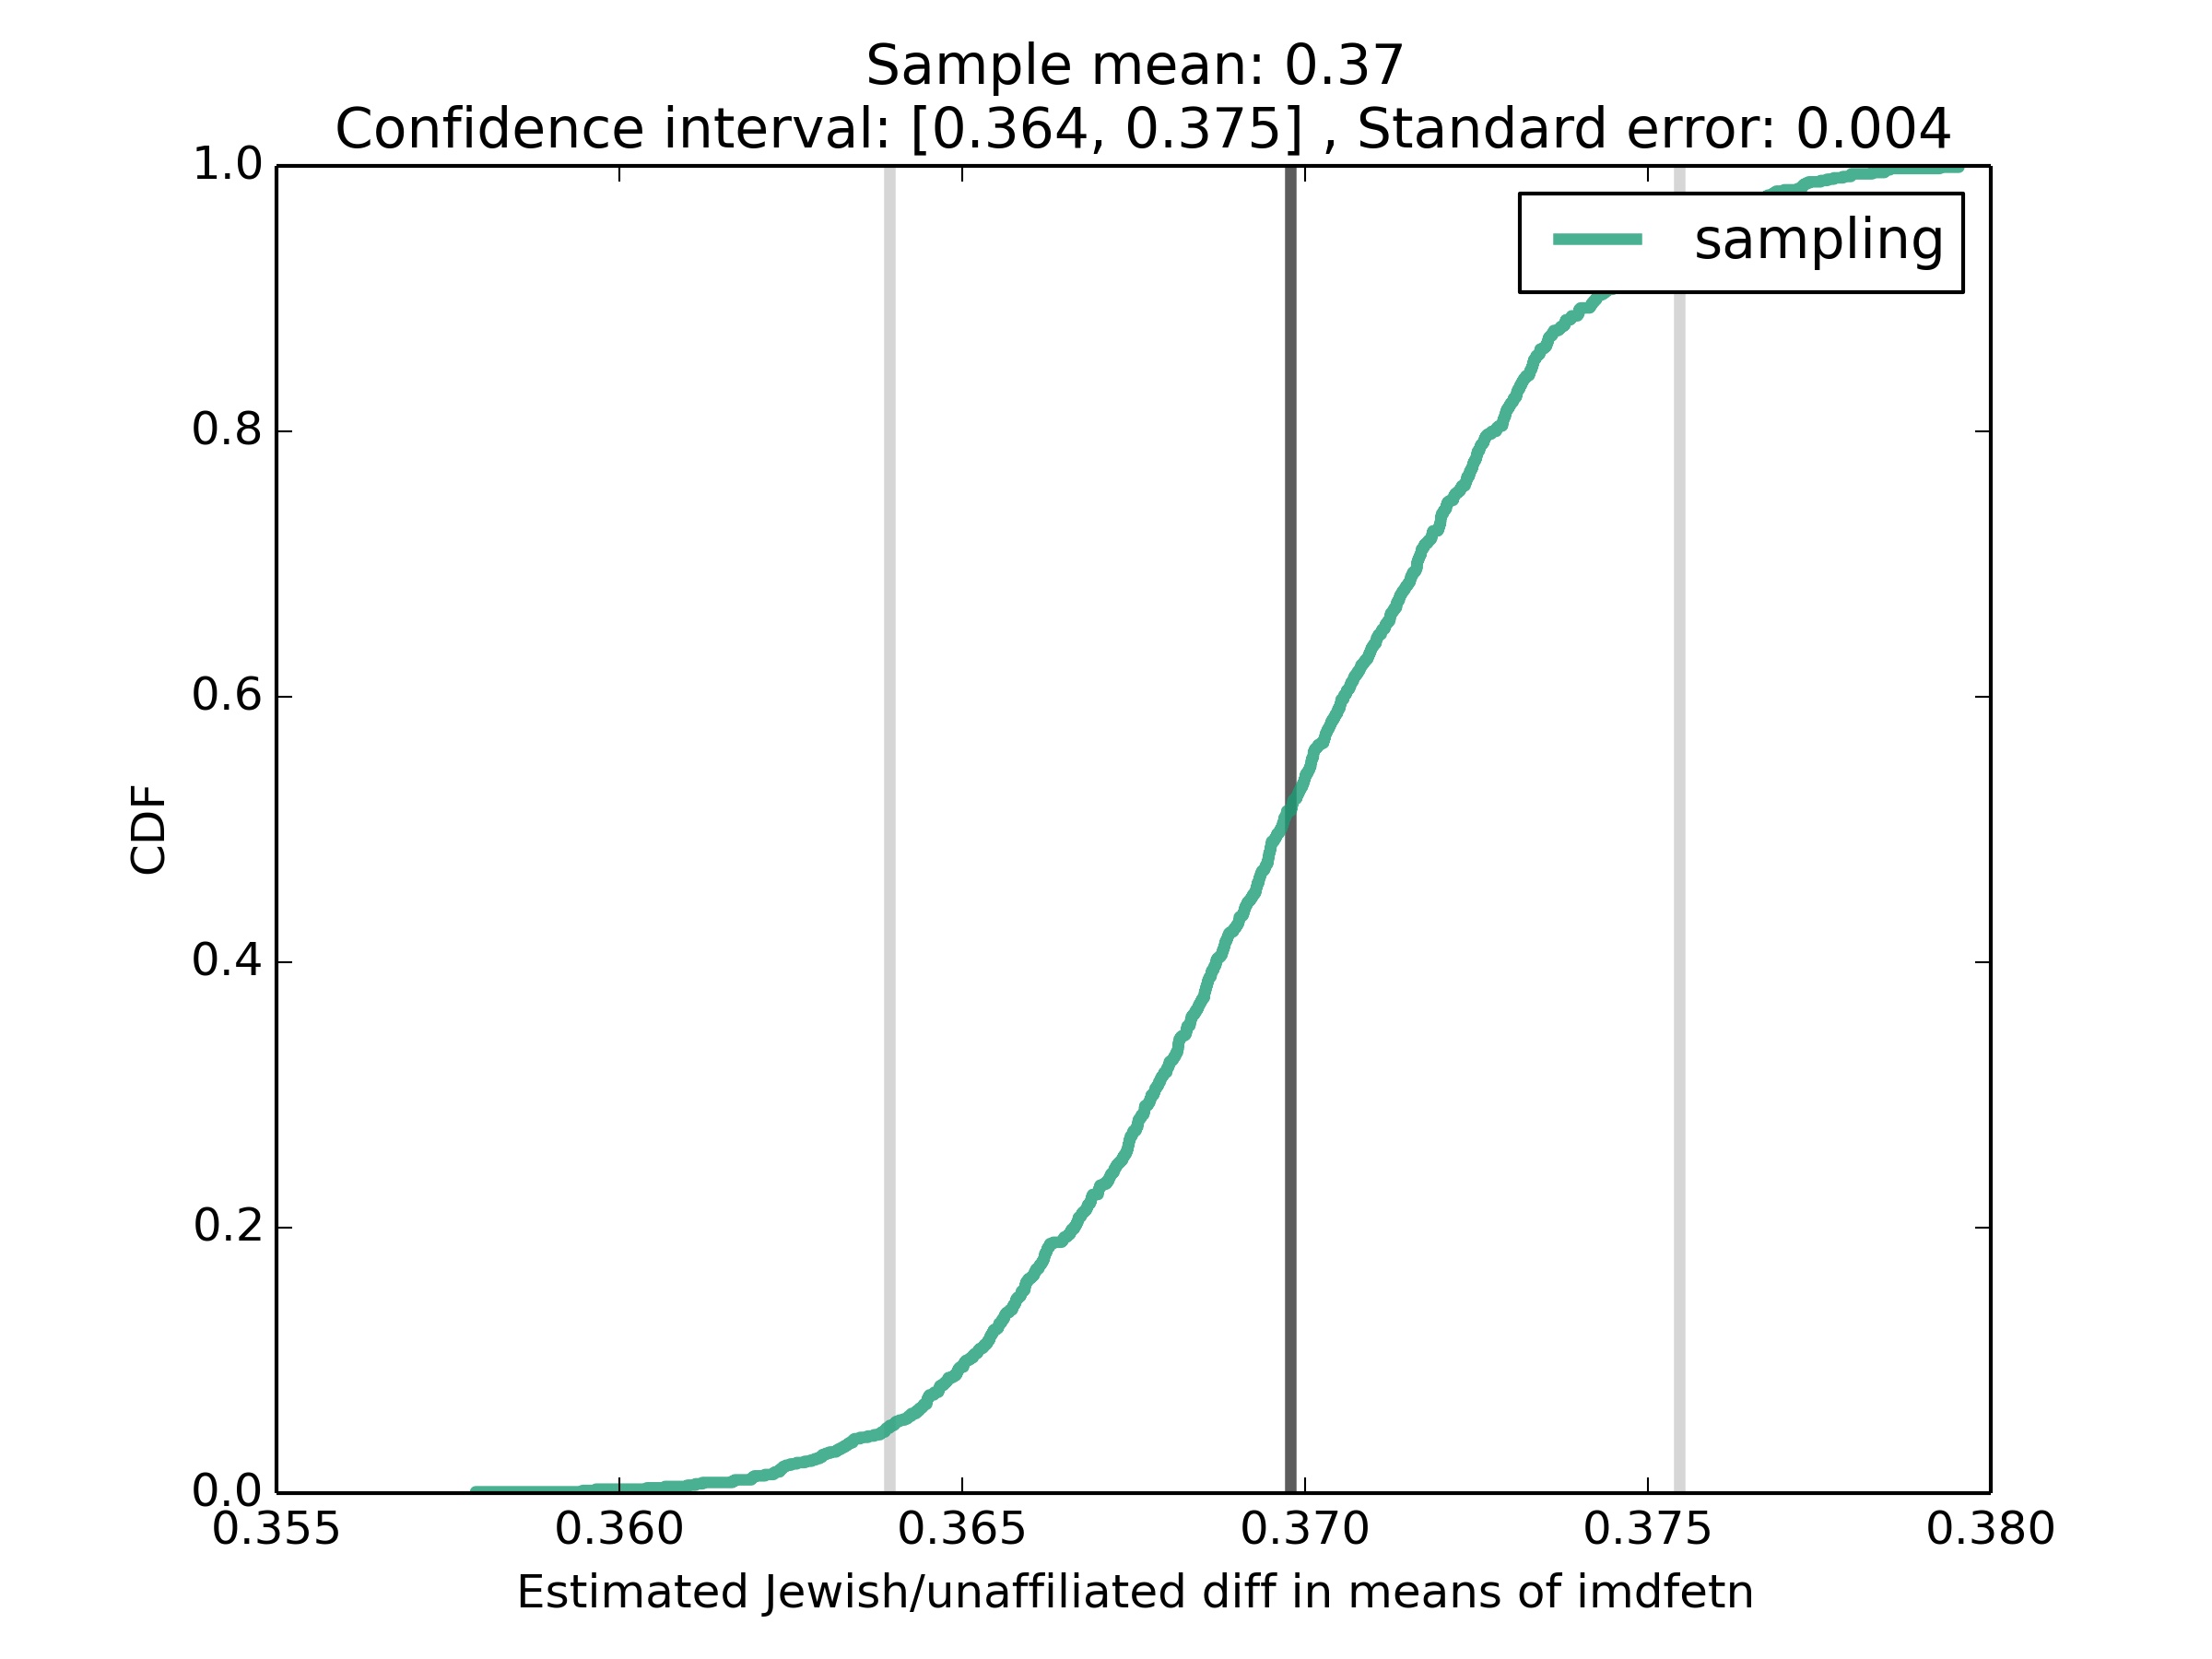 Sample mean: 0.37
Confidence interval: [0.364, 0.375] , Standard error: 0.004
1.0
0.8
0.6
0.4
0.2
0.0
CDF
sampling
0.355 0.360 0.365 0.370 0.375 0.380
Estimated Jewish/unaffiliated diff in means of imdfetn